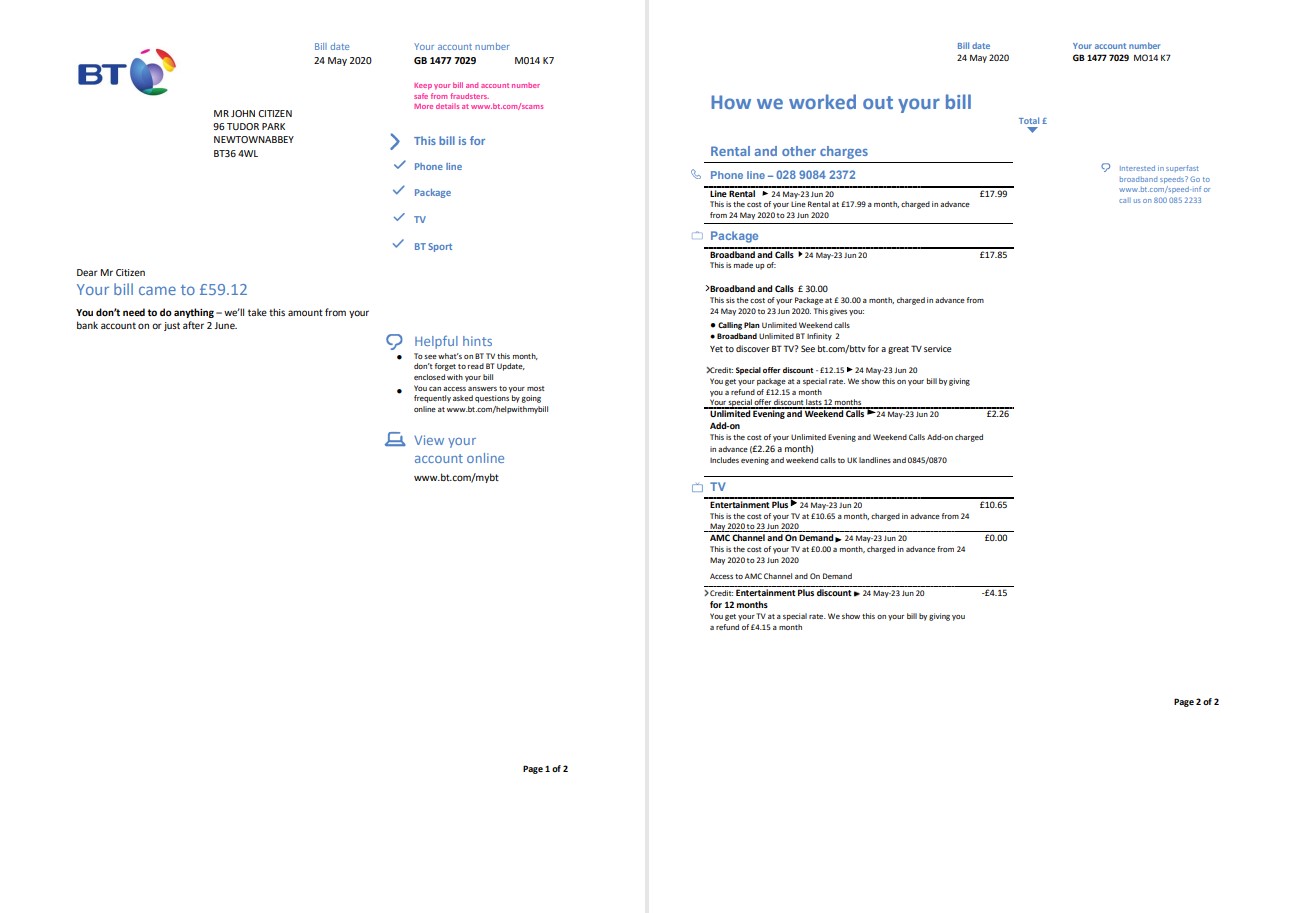 BT
Bill date
24 May 2020
Your account number
GB 1477 7029 M014 K7
Keep your bill and account number
safe from fraudsters.
More details at www.bt.com/scams
MR JOHN CITIZEN
96 TUDOR PARK
NEWTOWNABBEY
BT36 4WL
This bill is for
Phone line
Package
TV
BT Sport
Dear Mr Citizen
Your bill came to £59.12
You don't need to do anything – we'll take this amount from your
bank account on or just after 2 June.
Helpful hints
● To see what's on BT TV this month,
don't forget to read BT Update,
enclosed with your bill
● You can access answers to your most
frequently asked questions by going
online at www.bt.com/helpwithmybill
View your
account online
www.bt.com/mybt
Page 1 of 2
Bill date
24 May 2020
Your account number
GB 1477 7029 M014 K7
How we worked out your bill
Total £
Rental and other charges
Phone line – 028 9084 2372
Line Rental ► 24 May-23 Jun 20 £17.99
This is the cost of your Line Rental at £17.99 a month, charged in advance
from 24 May 2020 to 23 Jun 2020
Interested in superfast
broadband speeds? Go to
www.bt.com/speed-inf or
call us on 800 085 2233
Package
Broadband and Calls ► 24 May-23 Jun 20 £17.85
This is made up of:
Broadband and Calls £ 30.00
This sis the cost of your Package at £ 30.00 a month, charged in advance from
24 May 2020 to 23 Jun 2020. This gives you:
● Calling Plan Unlimited Weekend calls
● Broadband Unlimited BT Infinity 2
Yet to discover BT TV? See bt.com/bttv for a great TV service
Credit: Special offer discount - £12.15 ► 24 May-23 Jun 20
You get your package at a special rate. We show this on your bill by giving
you a refund of £12.15 a month
Your special offer discount lasts 12 months
Unlimited Evening and Weekend Calls ► 24 May-23 Jun 20 £2.26
Add-on
This is the cost of your Unlimited Evening and Weekend Calls Add-on charged
in advance (£2.26 a month)
Includes evening and weekend calls to UK landlines and 0845/0870
TV
Entertainment Plus ► 24 May-23 Jun 20 £10.65
This is the cost of your TV at £10.65 a month, charged in advance from 24
May 2020 to 23 Jun 2020
AMC Channel and On Demand ► 24 May-23 Jun 20 £0.00
This is the cost of your TV at £0.00 a month, charged in advance from 24
May 2020 to 23 Jun 2020
Access to AMC Channel and On Demand
Credit: Entertainment Plus discount ► 24 May-23 Jun 20 -£4.15
for 12 months
You get your TV at a special rate. We show this on your bill by giving you
a refund of £4.15 a month
Page 2 of 2